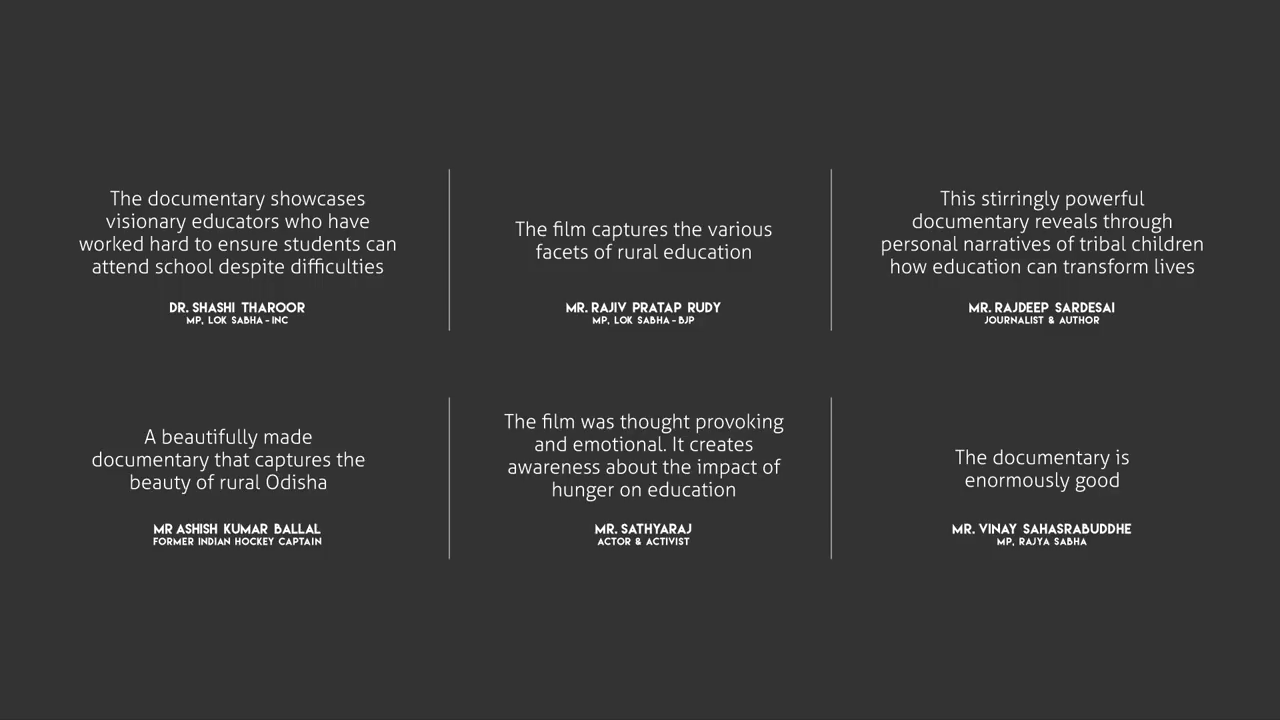 The documentary showcases
visionary educators who have
worked hard to ensure students can
attend school despite difficulties
DR. SHASHI THAROOR
MP, LOK SABHA - INC
The film captures the various
facets of rural education
MR. RAJIV PRATAP RUDY
MP, LOK SABHA - BJP
This stirringly powerful
documentary reveals through
personal narratives of tribal children
how education can transform lives
MR. RAJDEEP SARDESAI
JOURNALIST & AUTHOR
A beautifully made
documentary that captures the
beauty of rural Odisha
MR ASHISH KUMAR BALLAL
FORMER INDIAN HOCKEY CAPTAIN
The film was thought provoking
and emotional. It creates
awareness about the impact of
hunger on education
MR. SATHYARAJ
ACTOR & ACTIVIST
The documentary is
enormously good
MR. VINAY SAHASRABUDDHE
MP, RAJYA SABHA